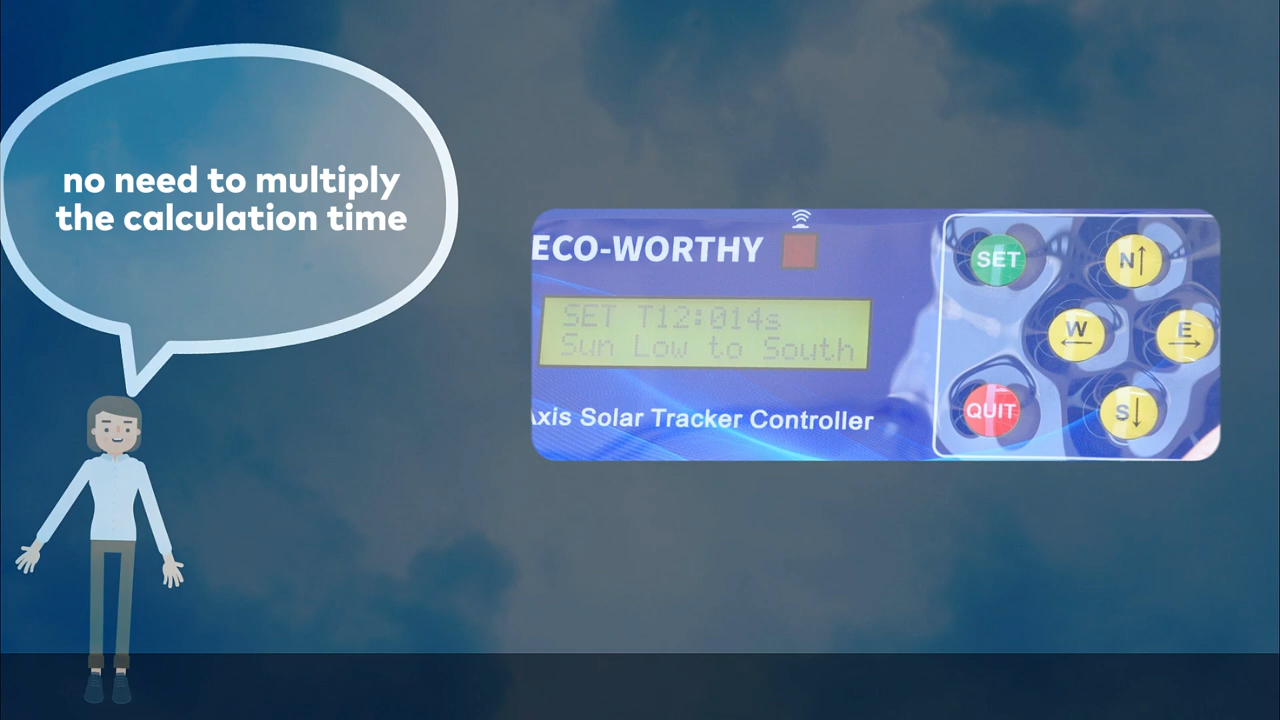 no need to multiply
the calculation time
ECO-WORTHY
SET T12:014s
Sun Low to South
Axis Solar Tracker Controller
SET
N↑
W
←
E
→
QUIT
S↓